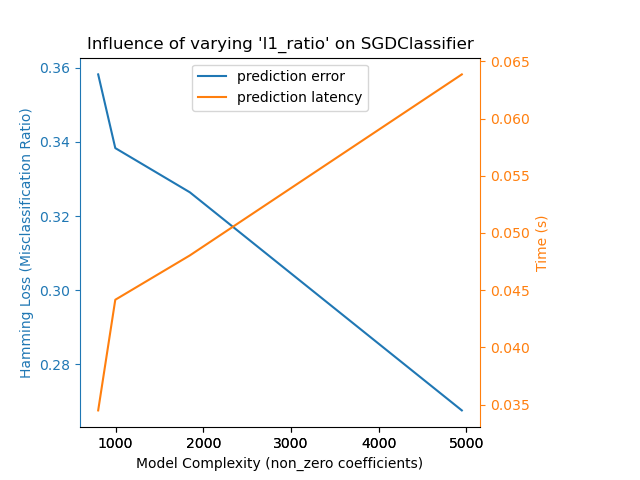 Influence of varying 'l1_ratio' on SGDClassifier
prediction error
prediction latency
Hamming Loss (Misclassification Ratio)
0.36
0.34
0.32
0.30
0.28
0.065
0.060
0.055
0.050
0.045
0.040
0.035
Time (s)
1000 2000 3000 4000 5000
Model Complexity (non_zero coefficients)